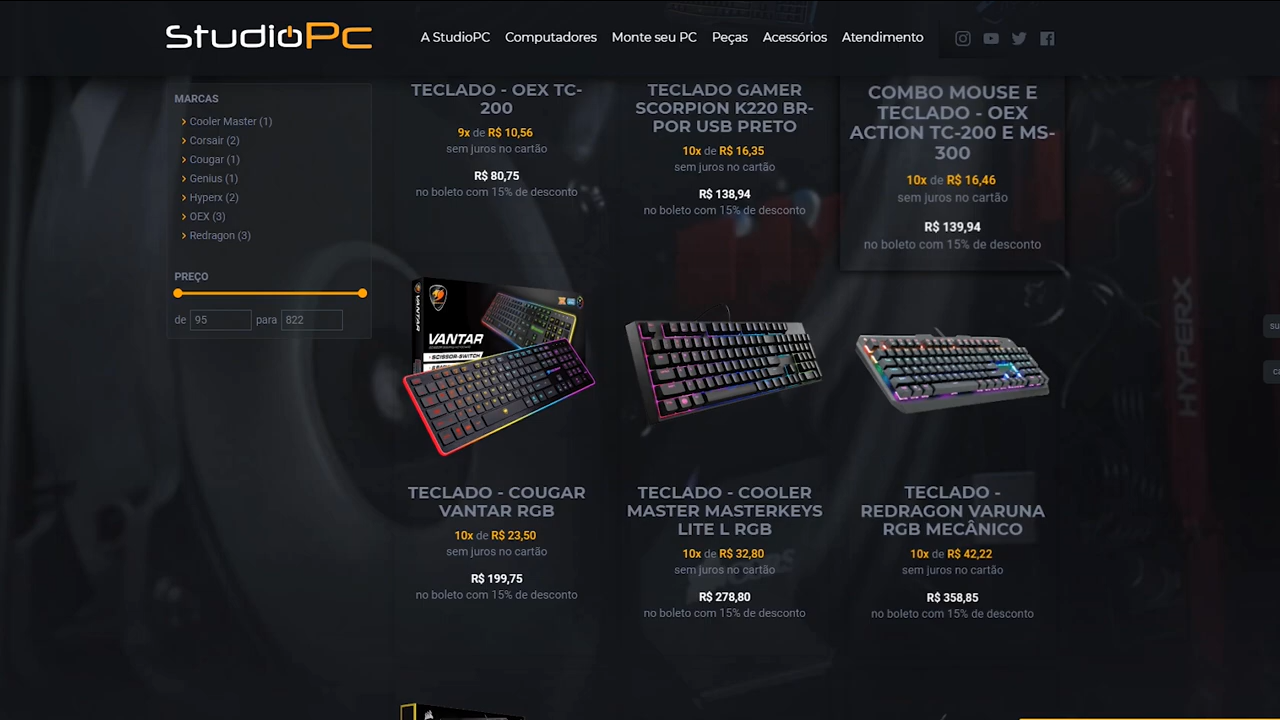 StudioPC
A StudioPC
Computadores
Monte seu PC
Peças
Acessórios
Atendimento
MARCAS
Cooler Master (1)
Corsair (2)
Cougar (1)
Genius (1)
Hyperx (2)
OEX (3)
Redragon (3)
PREÇO
de 95 para 822
TECLADO - OEX TC-
200
9x de R$ 10,56
sem juros no cartão
R$ 80,75
no boleto com 15% de desconto
TECLADO GAMER
SCORPION K220 BR-
POR USB PRETO
10x de R$ 16,35
sem juros no cartão
R$ 138,94
no boleto com 15% de desconto
COMBO MOUSE E
TECLADO - OEX
ACTION TC-200 E MS-
300
10x de R$ 16,46
sem juros no cartão
R$ 139,94
no boleto com 15% de desconto
VANTAR
SCISSOR-SWITCH
TECLADO - COUGAR
VANTAR RGB
10x de R$ 23,50
sem juros no cartão
R$ 199,75
no boleto com 15% de desconto
TECLADO - COOLER
MASTER MASTERKEYS
LITE L RGB
10x de R$ 32,80
sem juros no cartão
R$ 278,80
no boleto com 15% de desconto
TECLADO -
REDRAGON VARUNA
RGB MECÂNICO
10x de R$ 42,22
sem juros no cartão
R$ 358,85
no boleto com 15% de desconto
HYPERX
su
ca